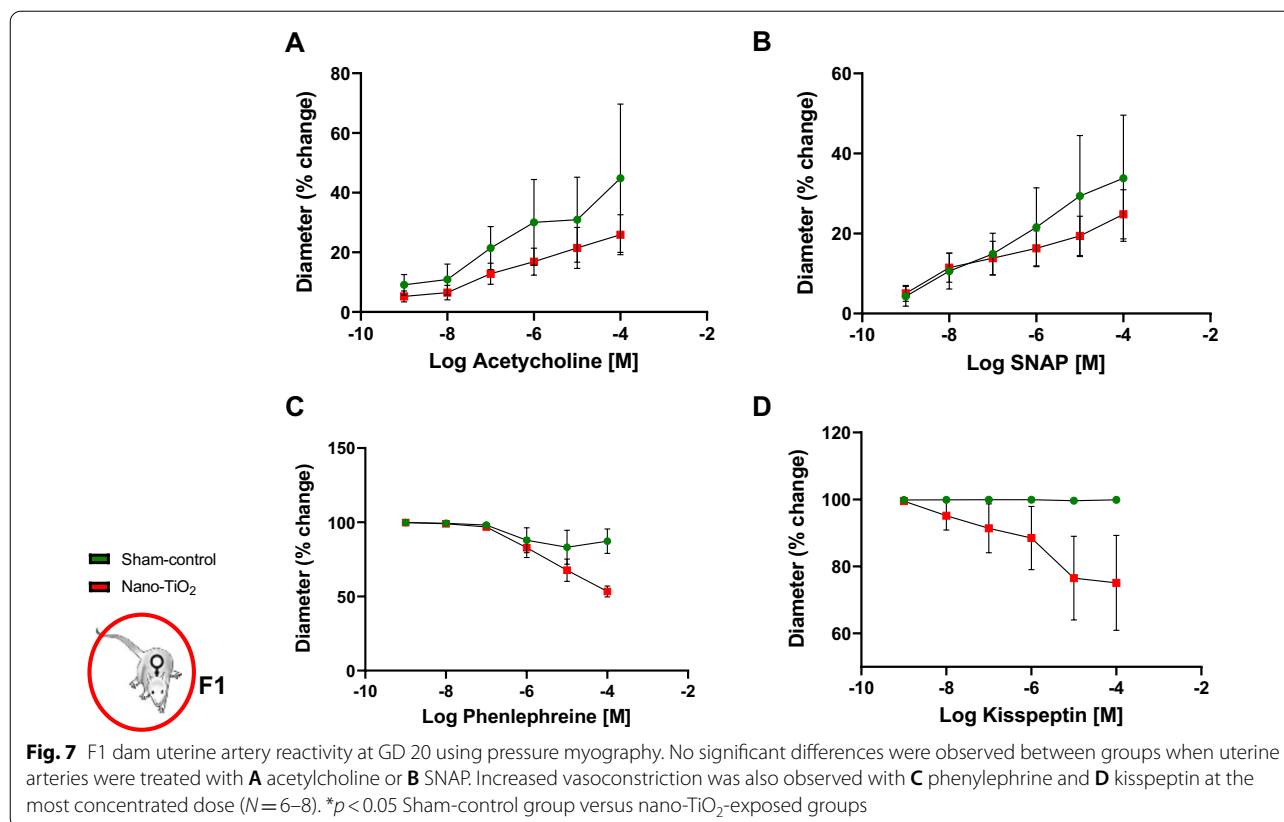 A
Diameter (% change)
80
60
40
20
0
-10 -8 -6 -4 -2
Log Acetycholine [M]
B
Diameter (% change)
60
40
20
0
-10 -8 -6 -4 -2
Log SNAP [M]
C
Diameter (% change)
150
100
50
0
-10 -8 -6 -4 -2
Log Phenlephreine [M]
D
Diameter (% change)
120
100
80
60
-10 -8 -6 -4 -2
Log Kisspeptin [M]
Sham-control
Nano-TiO₂
♀
F1
Fig. 7 F1 dam uterine artery reactivity at GD 20 using pressure myography. No significant differences were observed between groups when uterine
arteries were treated with A acetylcholine or B SNAP. Increased vasoconstriction was also observed with C phenylephrine and D kisspeptin at the
most concentrated dose (N = 6–8). *p < 0.05 Sham-control group versus nano-TiO₂-exposed groups